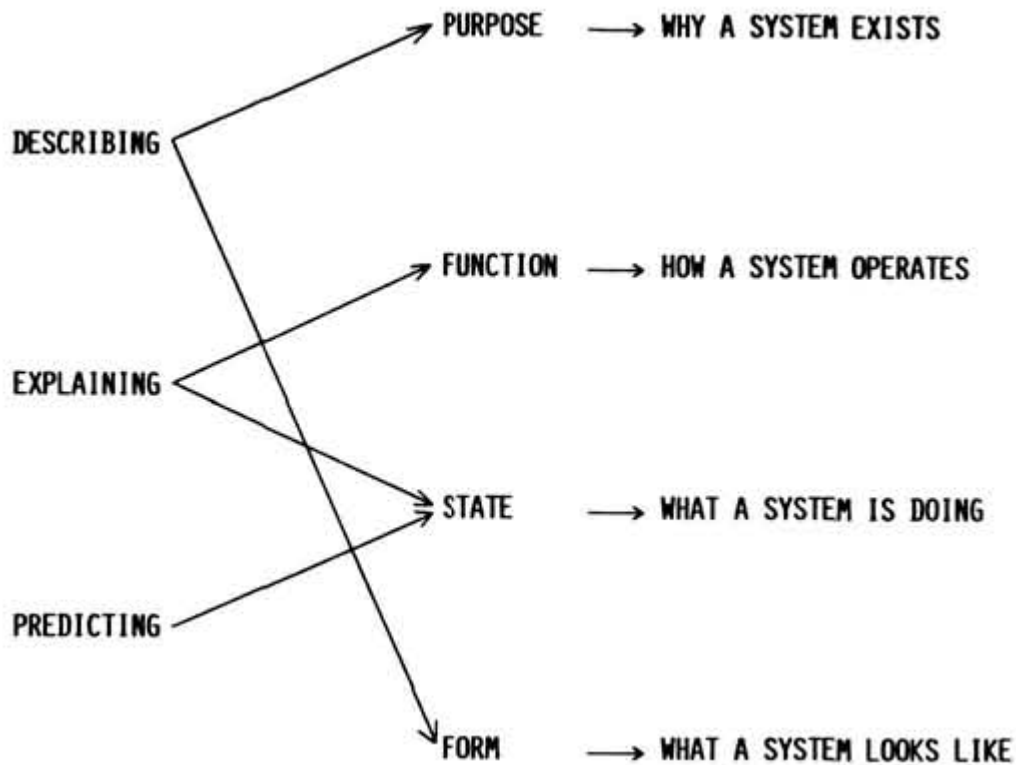 PURPOSE → WHY A SYSTEM EXISTS
DESCRIBING
FUNCTION → HOW A SYSTEM OPERATES
EXPLAINING
STATE → WHAT A SYSTEM IS DOING
PREDICTING
FORM → WHAT A SYSTEM LOOKS LIKE